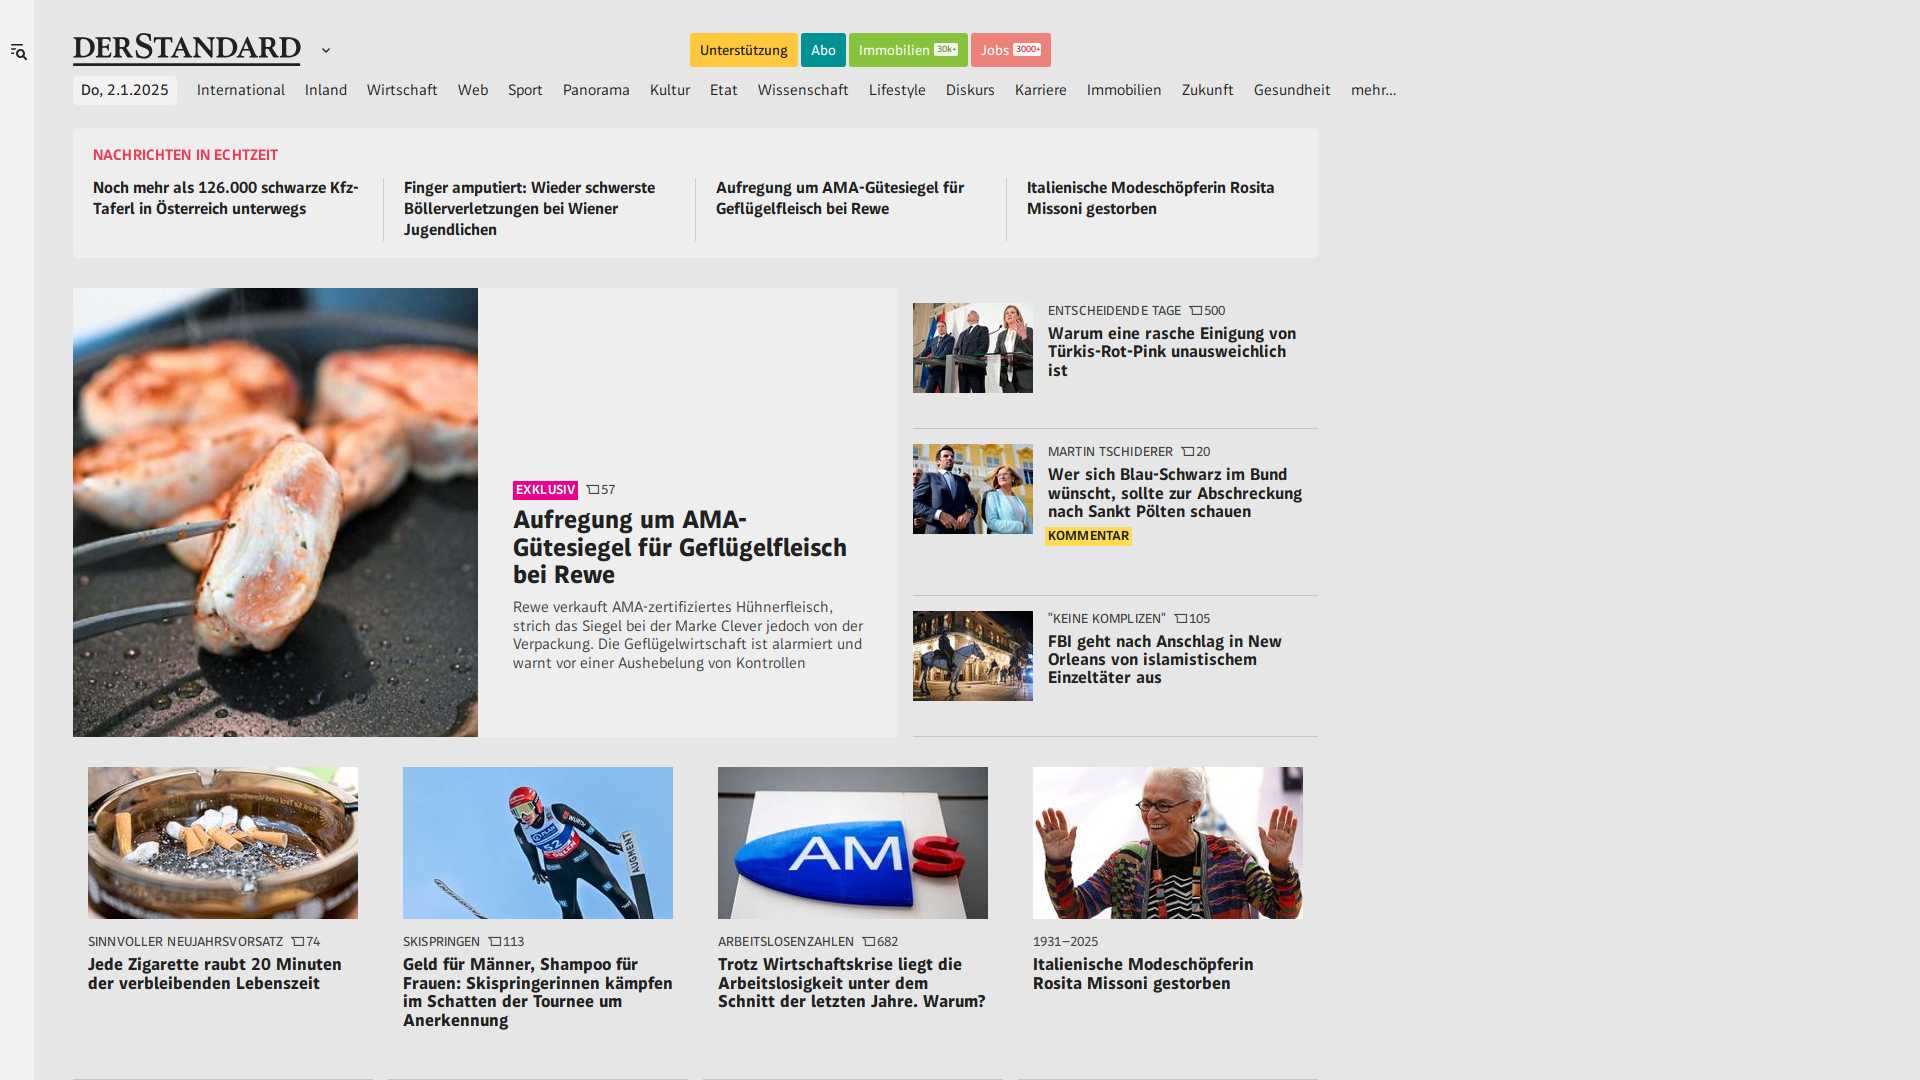 DERSTANDARD
Unterstützung Abo Immobilien 30k+ Jobs 3000+
Do, 2.1.2025 International Inland Wirtschaft Web Sport Panorama Kultur Etat Wissenschaft Lifestyle Diskurs Karriere Immobilien Zukunft Gesundheit mehr...
NACHRICHTEN IN ECHTZEIT
Noch mehr als 126.000 schwarze Kfz-
Taferl in Österreich unterwegs
Finger amputiert: Wieder schwerste
Böllerverletzungen bei Wiener
Jugendlichen
Aufregung um AMA-Gütesiegel für
Geflügelfleisch bei Rewe
Italienische Modeschöpferin Rosita
Missoni gestorben
EXKLUSIV 57
Aufregung um AMA-
Gütesiegel für Geflügelfleisch
bei Rewe
Rewe verkauft AMA-zertifiziertes Hühnerfleisch,
strich das Siegel bei der Marke Clever jedoch von der
Verpackung. Die Geflügelwirtschaft ist alarmiert und
warnt vor einer Aushebelung von Kontrollen
ENTSCHEIDENDE TAGE 500
Warum eine rasche Einigung von
Türkis-Rot-Pink unausweichlich
ist
MARTIN TSCHIDERER 20
Wer sich Blau-Schwarz im Bund
wünscht, sollte zur Abschreckung
nach Sankt Pölten schauen
KOMMENTAR
"KEINE KOMPLIZEN" 105
FBI geht nach Anschlag in New
Orleans von islamistischem
Einzeltäter aus
SINNVOLLER NEUJAHRSVORSATZ 74
Jede Zigarette raubt 20 Minuten
der verbleibenden Lebenszeit
WÜRTH
52
AUGMENT
SKISPRINGEN 113
Geld für Männer, Shampoo für
Frauen: Skispringerinnen kämpfen
im Schatten der Tournee um
Anerkennung
AMS
ARBEITSLOSENZAHLEN 682
Trotz Wirtschaftskrise liegt die
Arbeitslosigkeit unter dem
Schnitt der letzten Jahre. Warum?
1931–2025
Italienische Modeschöpferin
Rosita Missoni gestorben